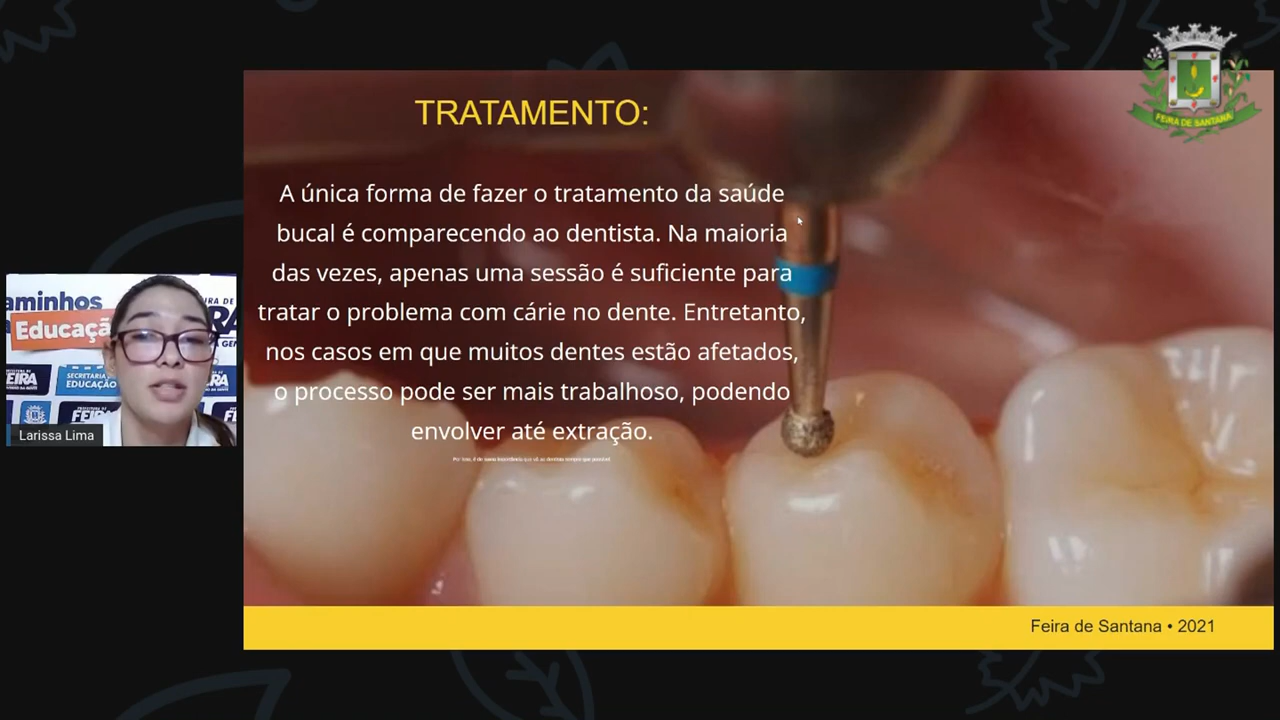 FEIRA DE SANTANA
TRATAMENTO:
A única forma de fazer o tratamento da saúde
bucal é comparecendo ao dentista. Na maioria
das vezes, apenas uma sessão é suficiente para
tratar o problema com cárie no dente. Entretanto,
nos casos em que muitos dentes estão afetados,
o processo pode ser mais trabalhoso, podendo
envolver até extração.
aminhos
Educaçã
SECRETARIA
EDUCAÇÃO
Larissa Lima
Feira de Santana • 2021